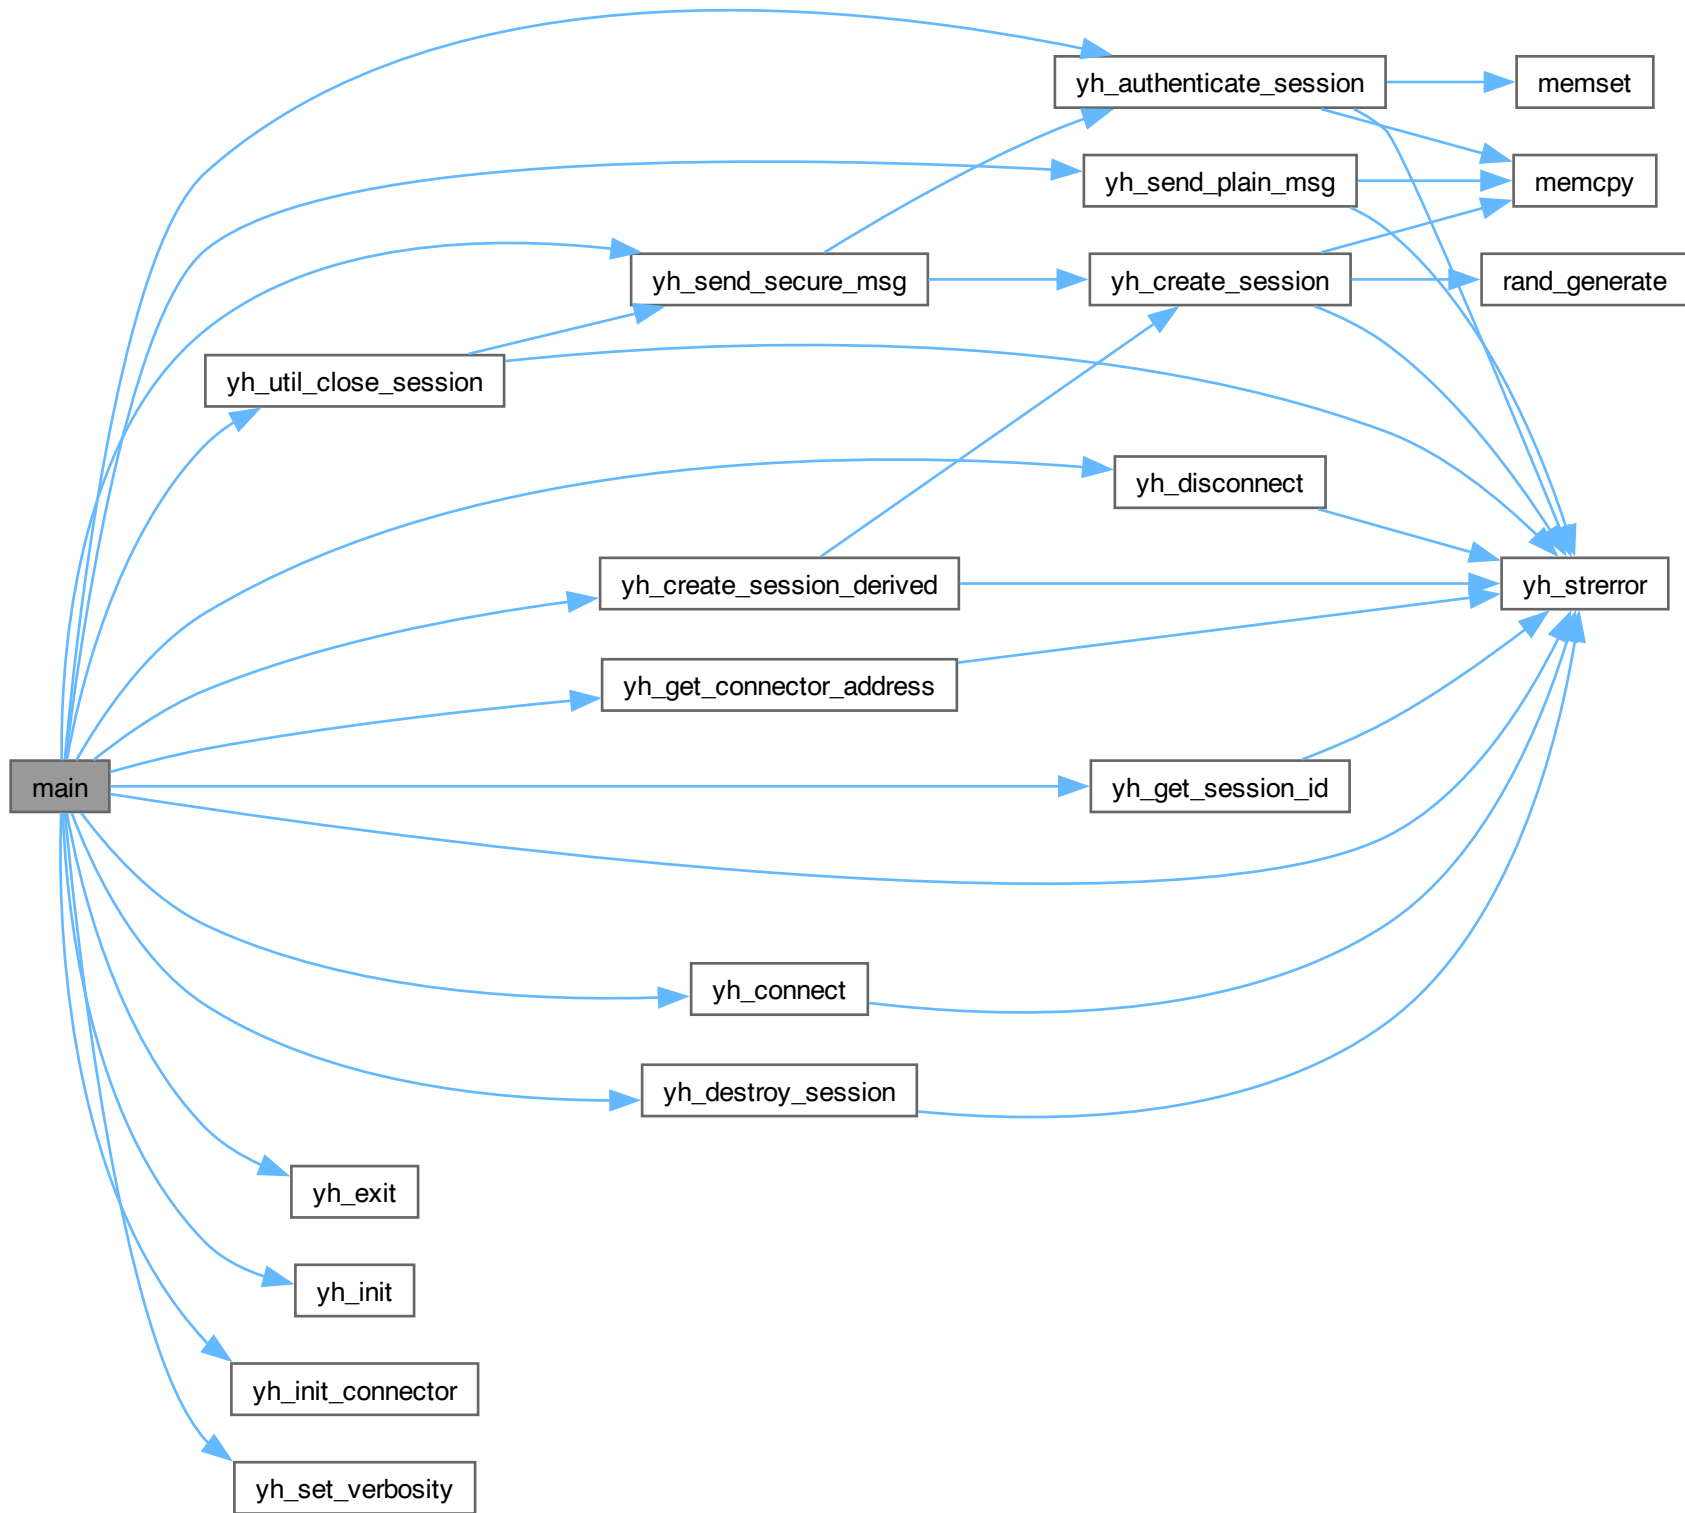 yh_authenticate_session
memset
yh_send_plain_msg
memcpy
yh_send_secure_msg
yh_create_session
rand_generate
yh_util_close_session
yh_disconnect
yh_create_session_derived
yh_strerror
yh_get_connector_address
main
yh_get_session_id
yh_connect
yh_destroy_session
yh_exit
yh_init
yh_init_connector
yh_set_verbosity